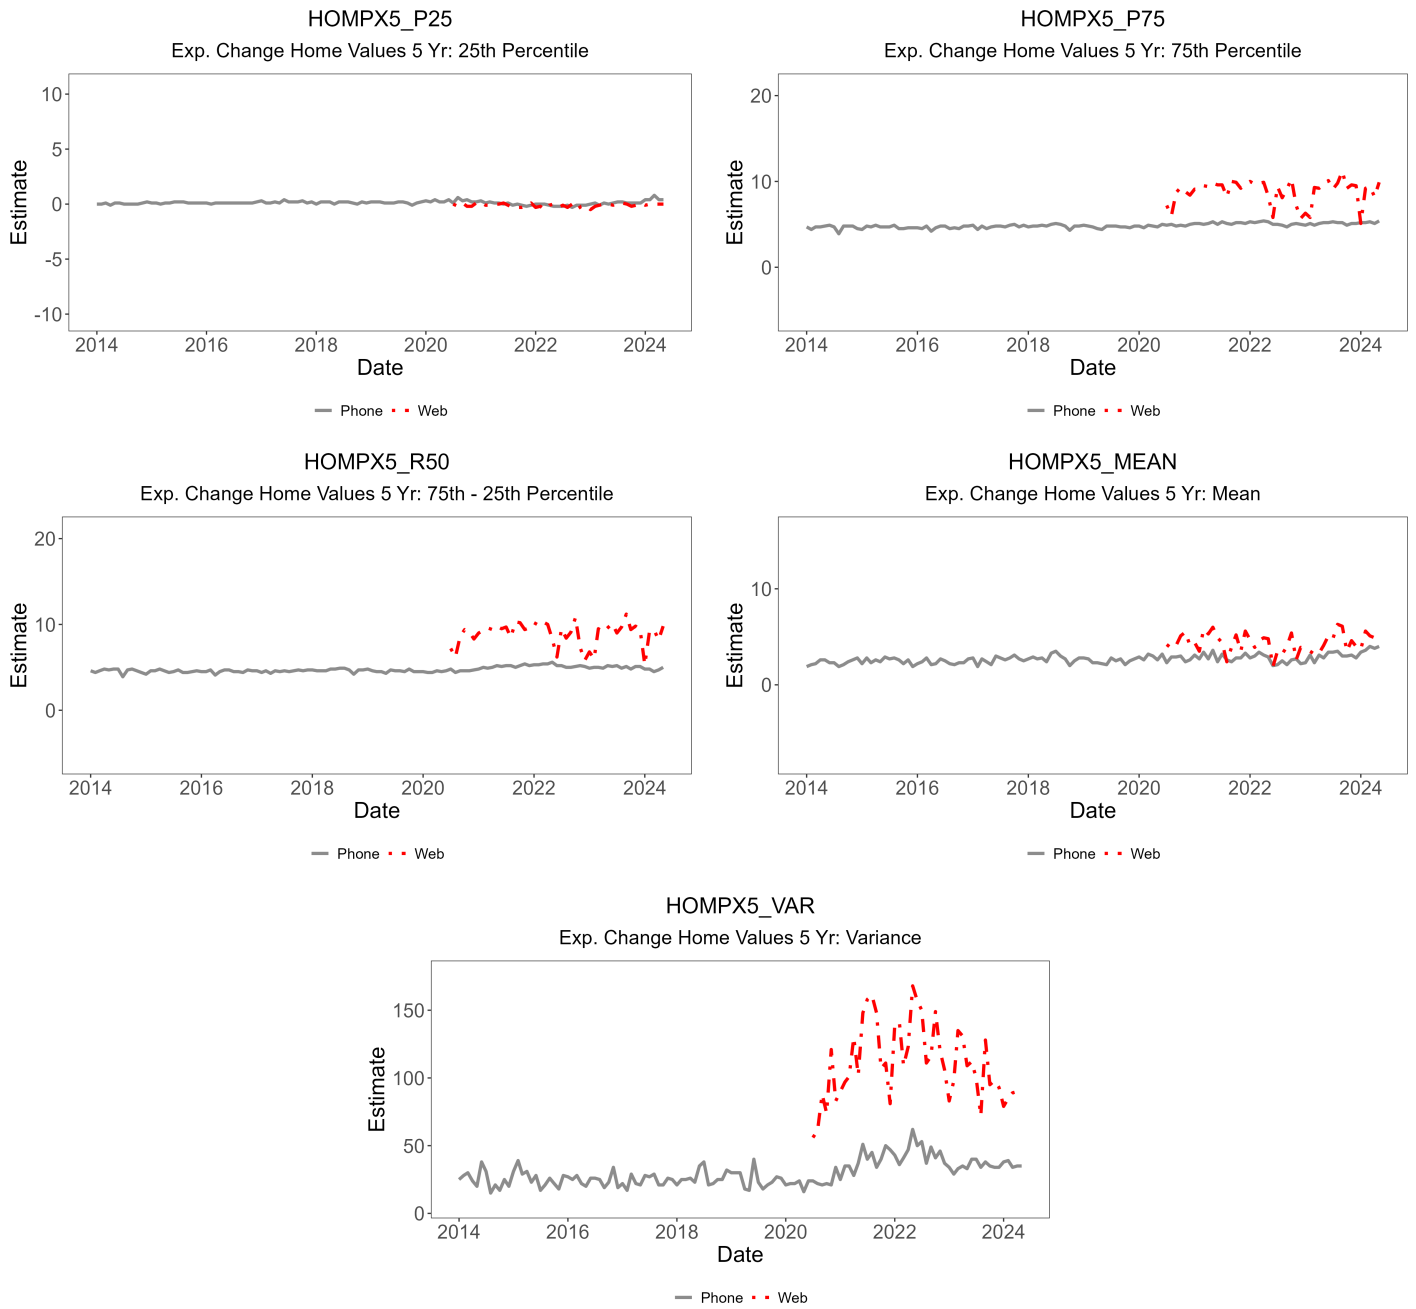 HOMPX5_P25
Exp. Change Home Values 5 Yr: 25th Percentile
10
5
0
-5
-10
Estimate
2014 2016 2018 2020 2022 2024
Date
Phone Web
HOMPX5_P75
Exp. Change Home Values 5 Yr: 75th Percentile
20
10
0
Estimate
2014 2016 2018 2020 2022 2024
Date
Phone Web
HOMPX5_R50
Exp. Change Home Values 5 Yr: 75th - 25th Percentile
20
10
0
Estimate
2014 2016 2018 2020 2022 2024
Date
Phone Web
HOMPX5_MEAN
Exp. Change Home Values 5 Yr: Mean
10
0
Estimate
2014 2016 2018 2020 2022 2024
Date
Phone Web
HOMPX5_VAR
Exp. Change Home Values 5 Yr: Variance
150
100
50
0
Estimate
2014 2016 2018 2020 2022 2024
Date
Phone Web